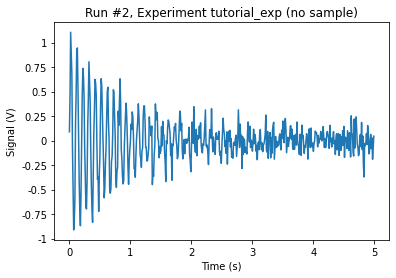 Run #2, Experiment tutorial_exp (no sample)
1
0.75
0.5
0.25
0
-0.25
-0.5
-0.75
-1
Signal (V)
0 1 2 3 4 5
Time (s)